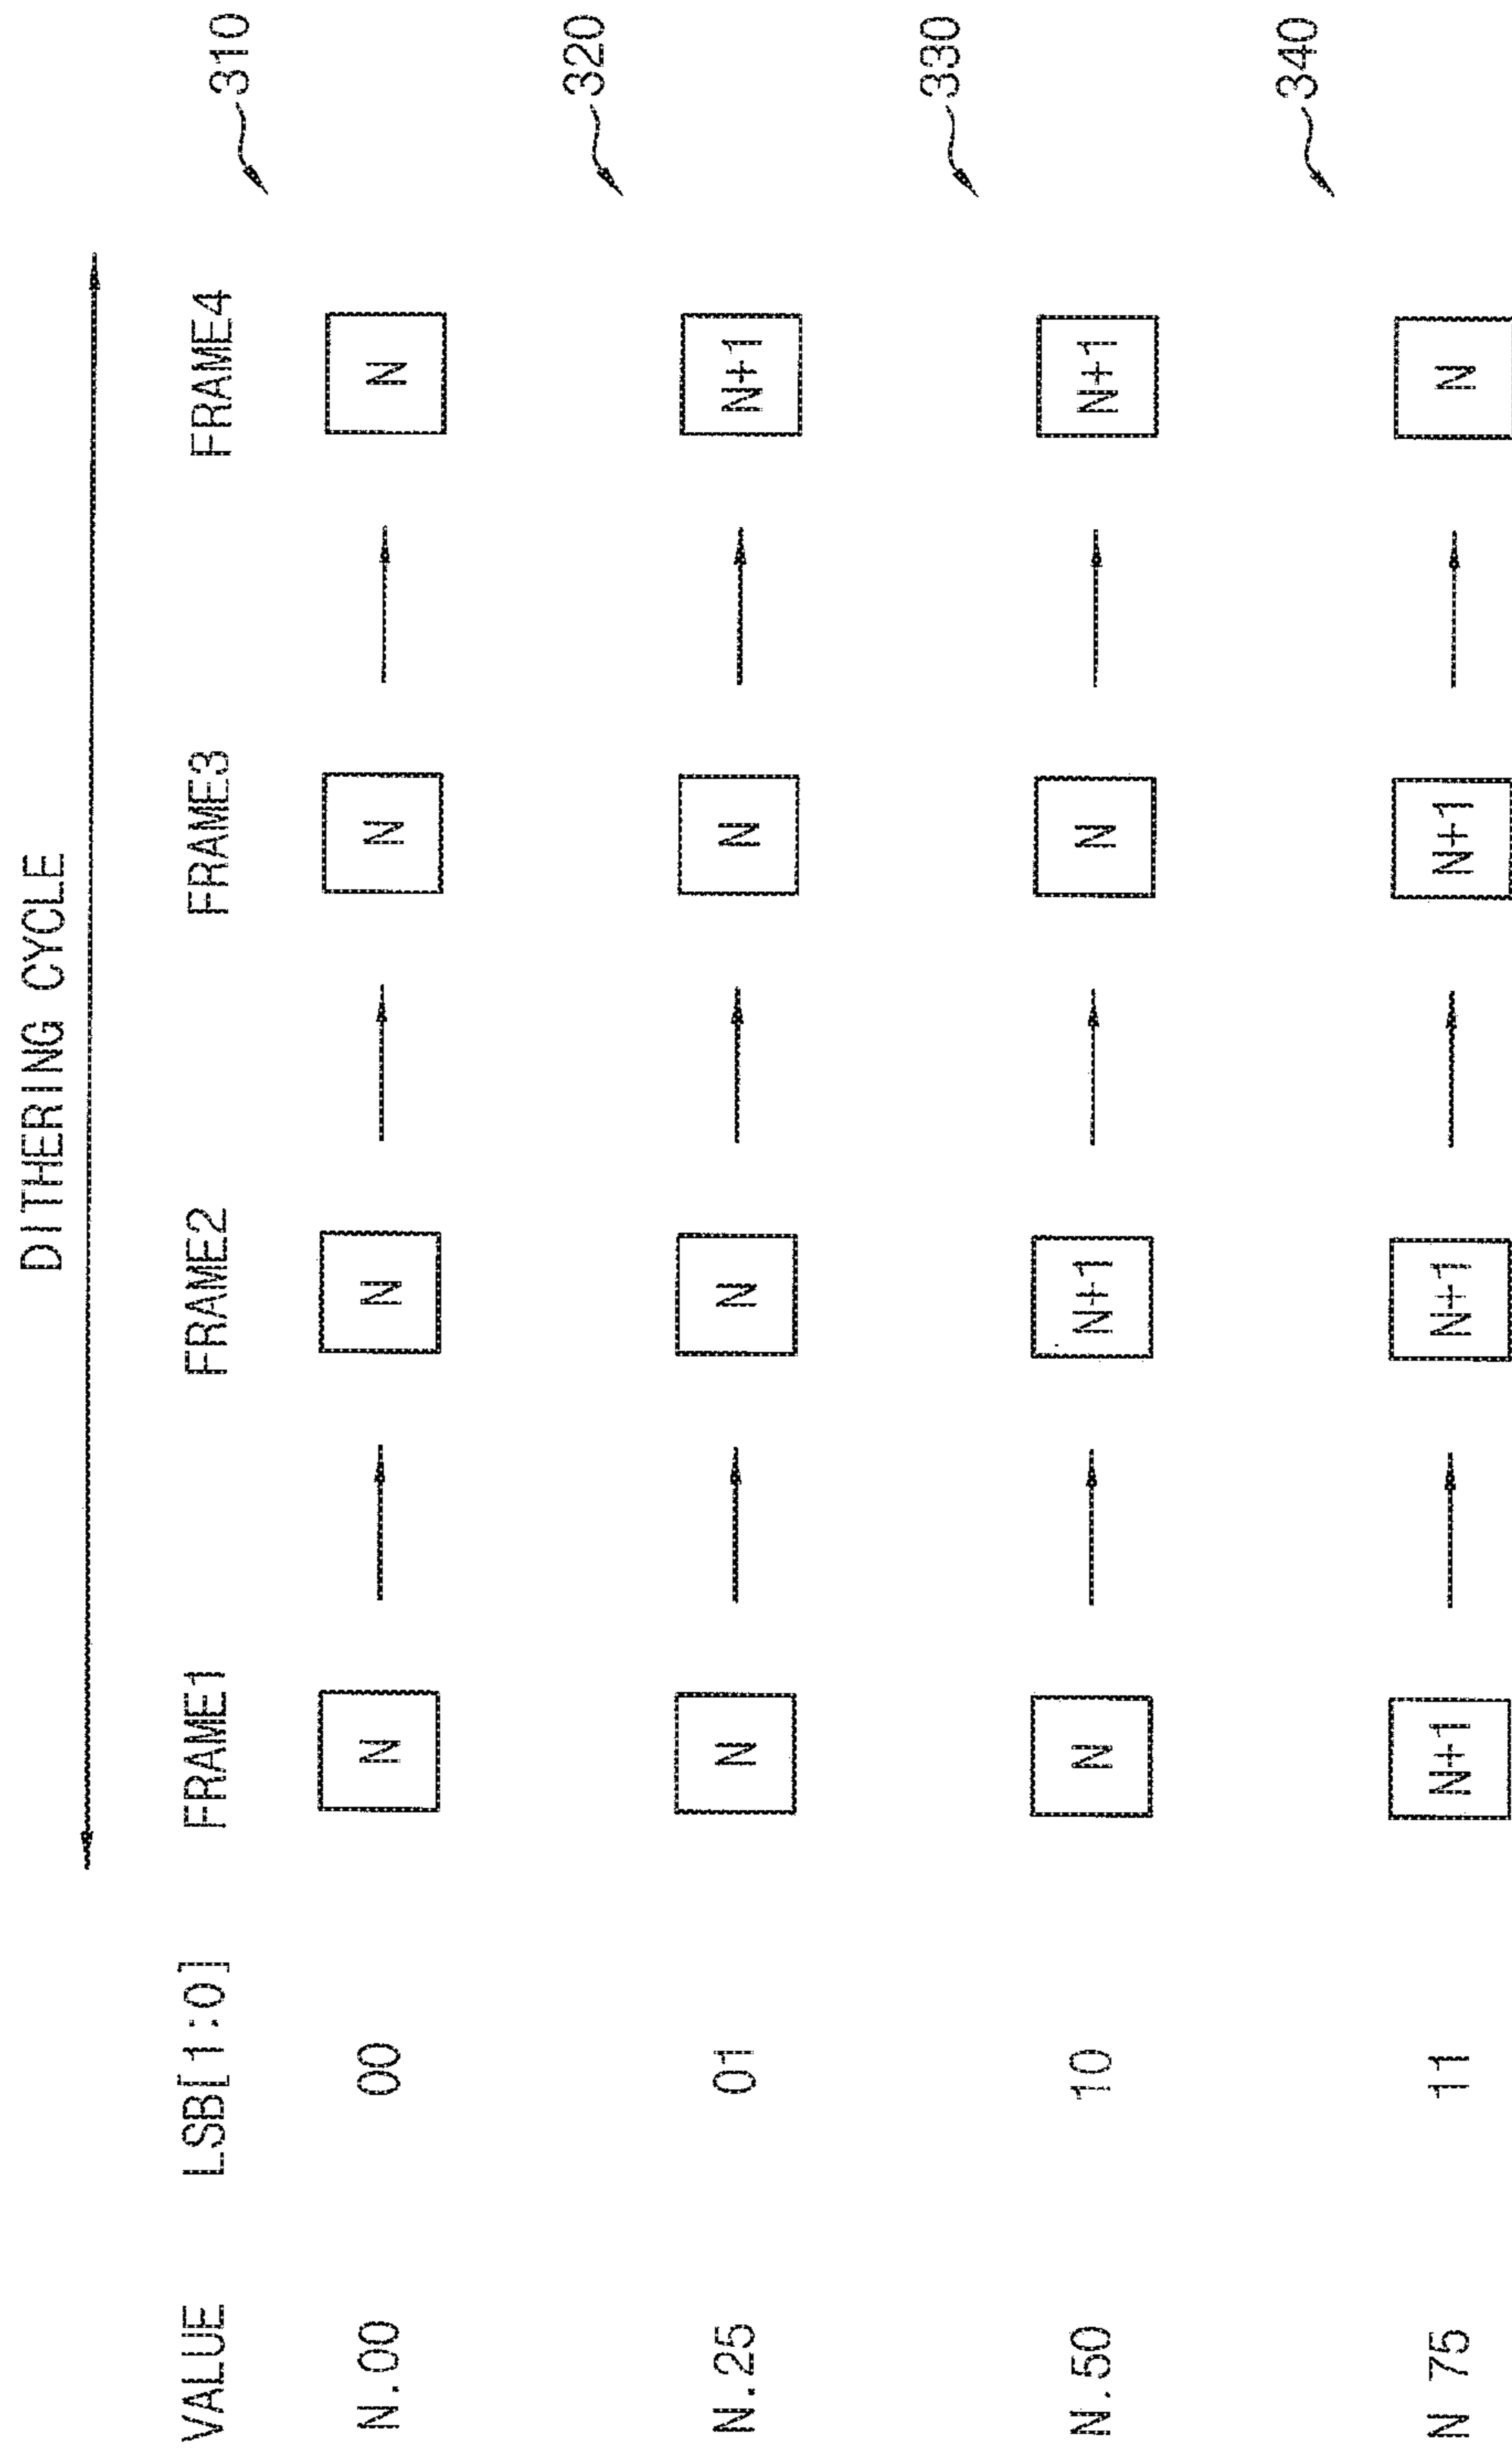 DITHERING CYCLE
VALUE LSB[1:0] FRAME1 FRAME2 FRAME3 FRAME4
310
N.00 00 N N N N
320
N.25 01 N N N N+1
330
N.50 10 N N+1 N N+1
340
N 75 11 N+1 N+1 N+1 N